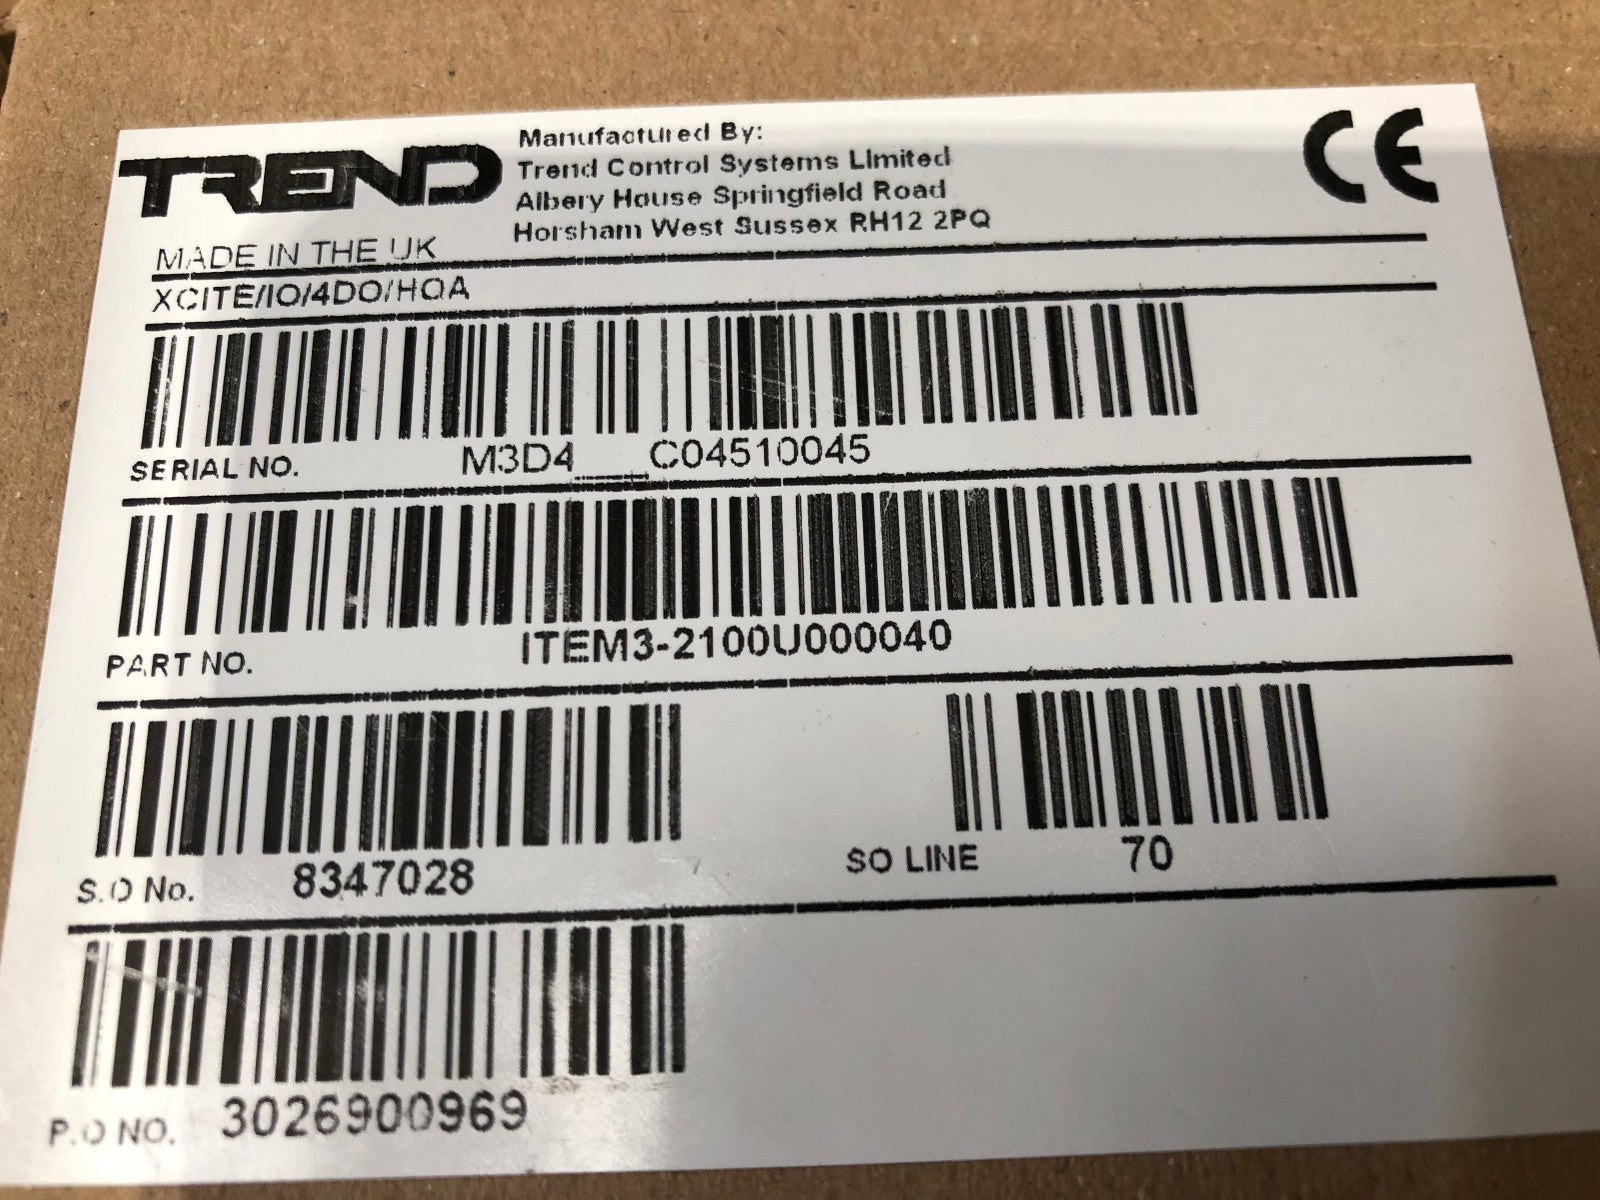 TREND
Manufactured By:
Trend Control Systems Limited
Albery House Springfield Road
Horsham West Sussex RH12 2PQ
CE
MADE IN THE UK
XCITE/IO/4DO/HOA
SERIAL NO. M3D4 C04510045
PART NO. ITEM3-2100U000040
S.O No. 8347028 SO LINE 70
P.O NO. 3026900969